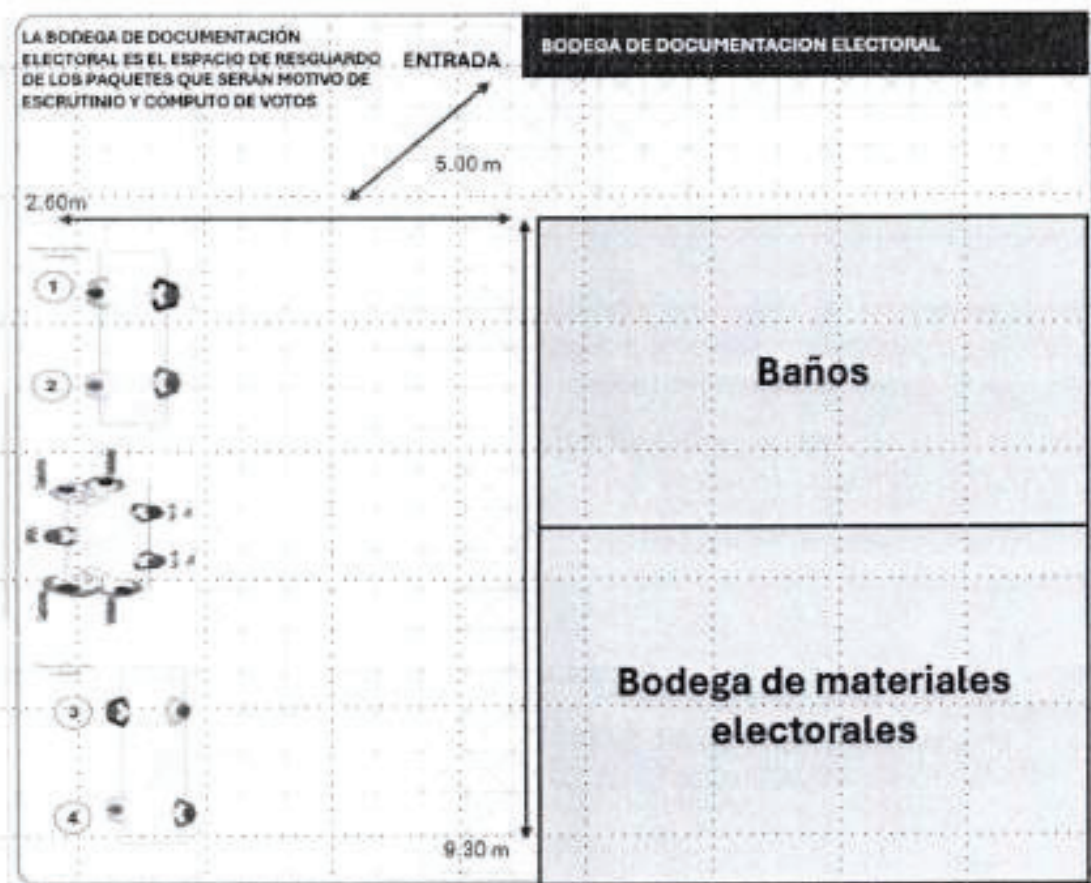 LA BODEGA DE DOCUMENTACIÓN
ELECTORAL ES EL ESPACIO DE RESGUARDO
DE LOS PAQUETES QUE SERAN MOTIVO DE
ESCRUTINIO Y COMPUTO DE VOTOS
ENTRADA
BODEGA DE DOCUMENTACION ELECTORAL
5.00 m
2.60m
1
2
Baños
3
4
Bodega de materiales
electorales
9.30 m